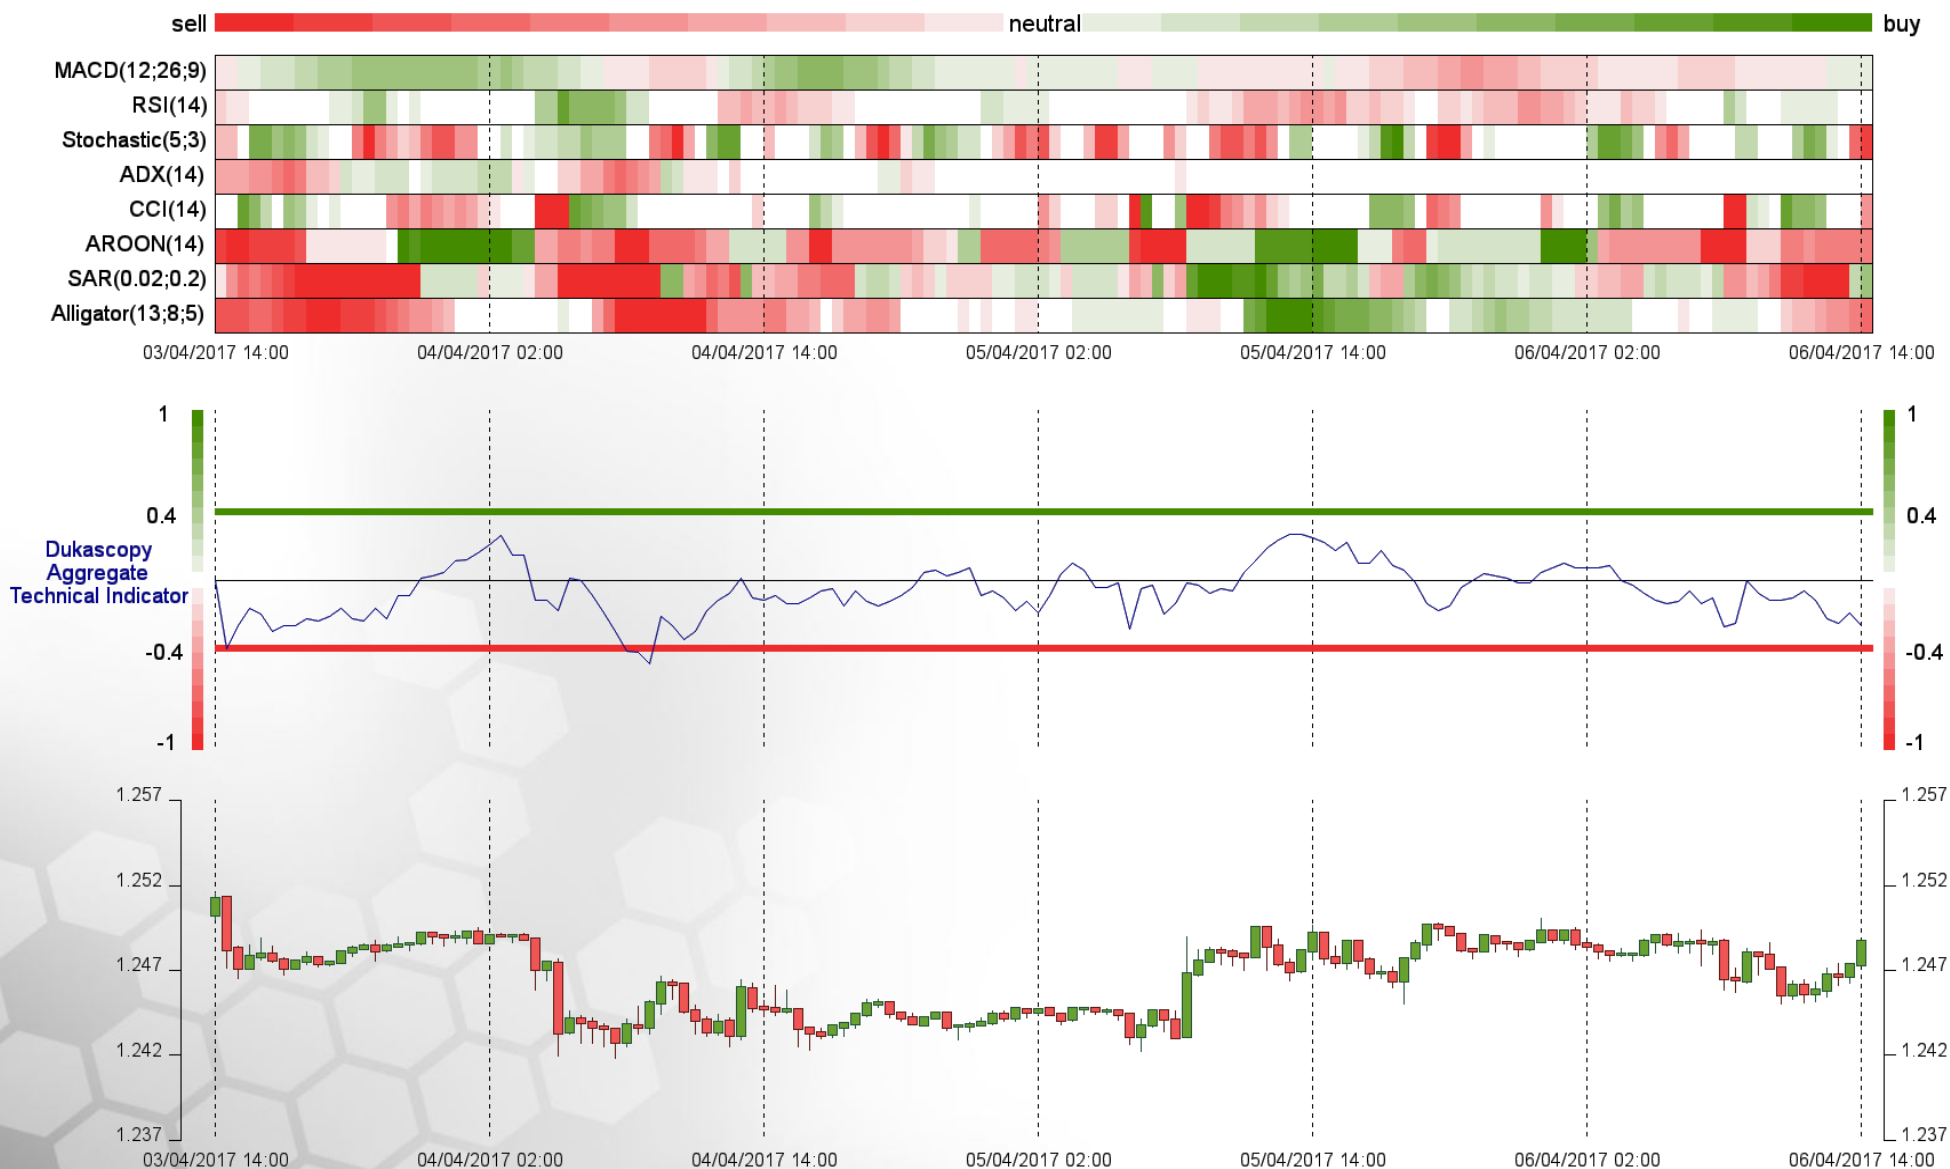 sell neutral buy
MACD(12;26;9)
RSI(14)
Stochastic(5;3)
ADX(14)
CCI(14)
AROON(14)
SAR(0.02;0.2)
Alligator(13;8;5)
03/04/2017 14:00 04/04/2017 02:00 04/04/2017 14:00 05/04/2017 02:00 05/04/2017 14:00 06/04/2017 02:00 06/04/2017 14:00
1 1
0.4 0.4
Dukascopy
Aggregate
Technical Indicator
-0.4 -0.4
-1 -1
1.257 1.257
1.252 1.252
1.247 1.247
1.242 1.242
1.237 1.237
03/04/2017 14:00 04/04/2017 02:00 04/04/2017 14:00 05/04/2017 02:00 05/04/2017 14:00 06/04/2017 02:00 06/04/2017 14:00